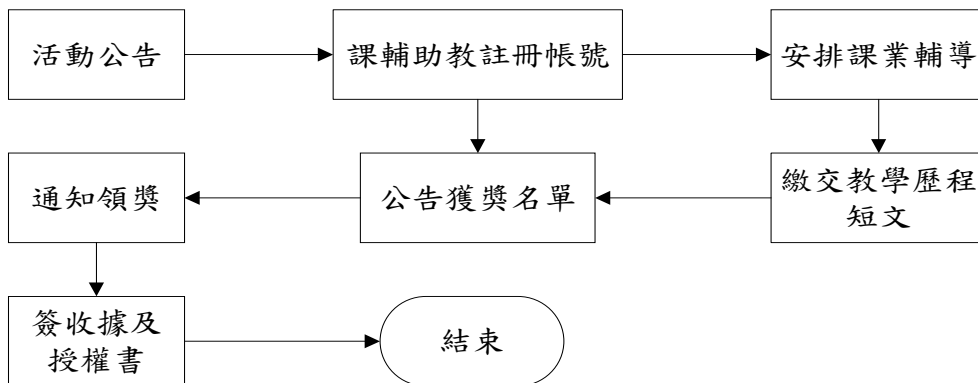 活動公告
課輔助教註冊帳號
安排課業輔導
通知領獎
公告獲獎名單
繳交教學歷程
短文
簽收據及
授權書
結束